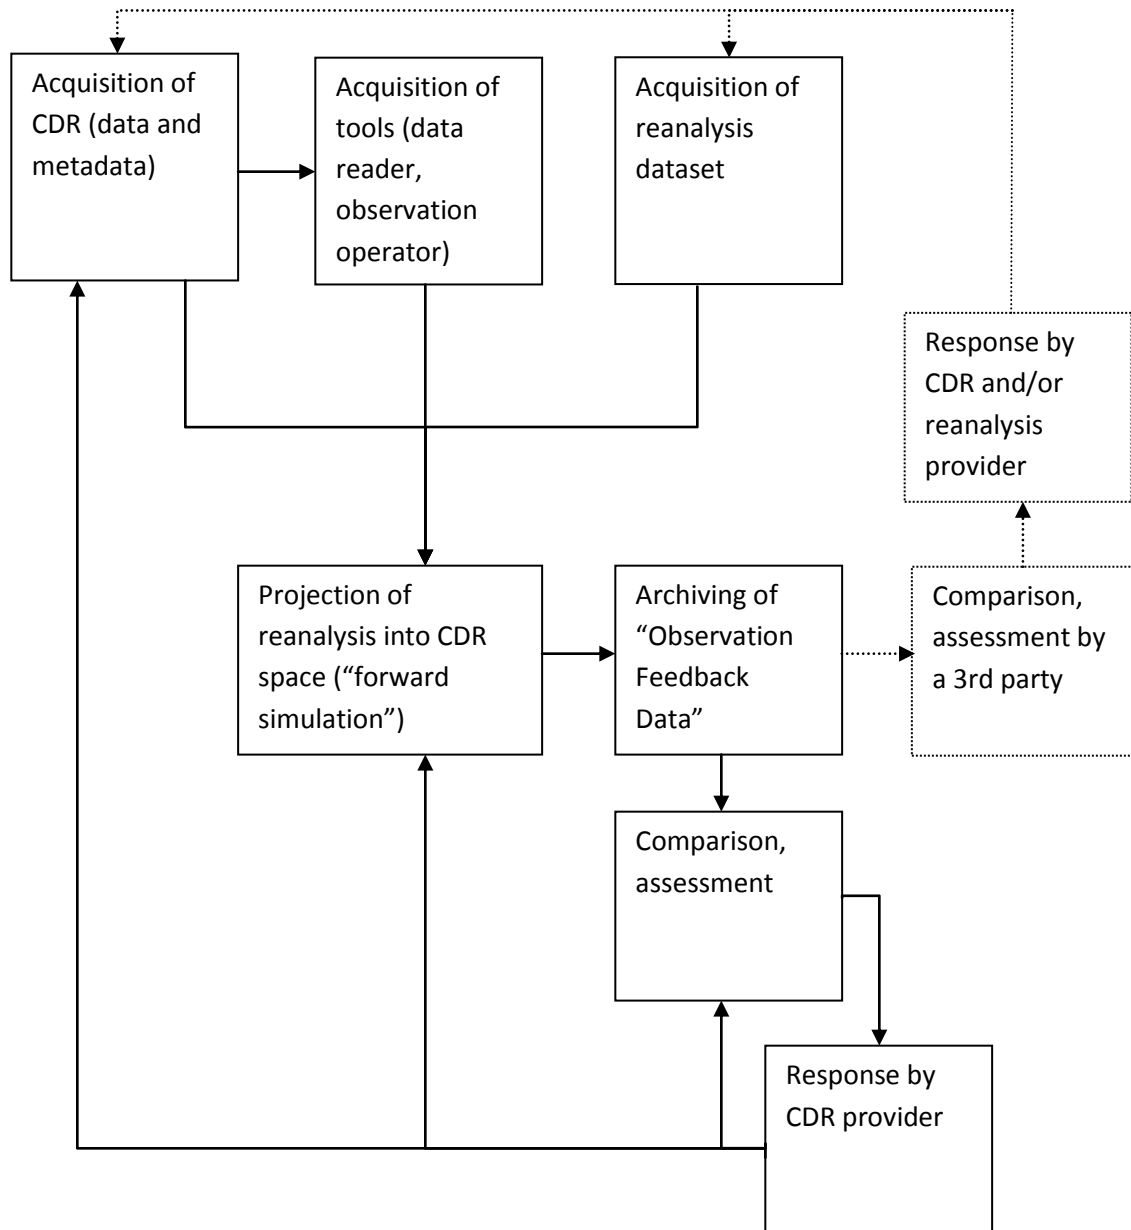 Acquisition of
CDR (data and
metadata)
Acquisition of
tools (data
reader,
observation
operator)
Acquisition of
reanalysis
dataset
Response by
CDR and/or
reanalysis
provider
Projection of
reanalysis into CDR
space (“forward
simulation”)
Archiving of
“Observation
Feedback
Data”
Comparison,
assessment by
a 3rd party
Comparison,
assessment
Response by
CDR provider